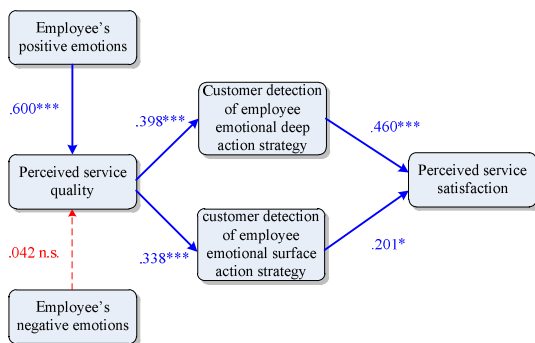 Employee's
positive emotions
.600***
Customer detection
of employee
emotional deep
action strategy
.398***
.460***
Perceived service
quality
Perceived service
satisfaction
customer detection
of employee
emotional surface
action strategy
.338***
.201*
.042 n.s.
Employee's
negative emotions